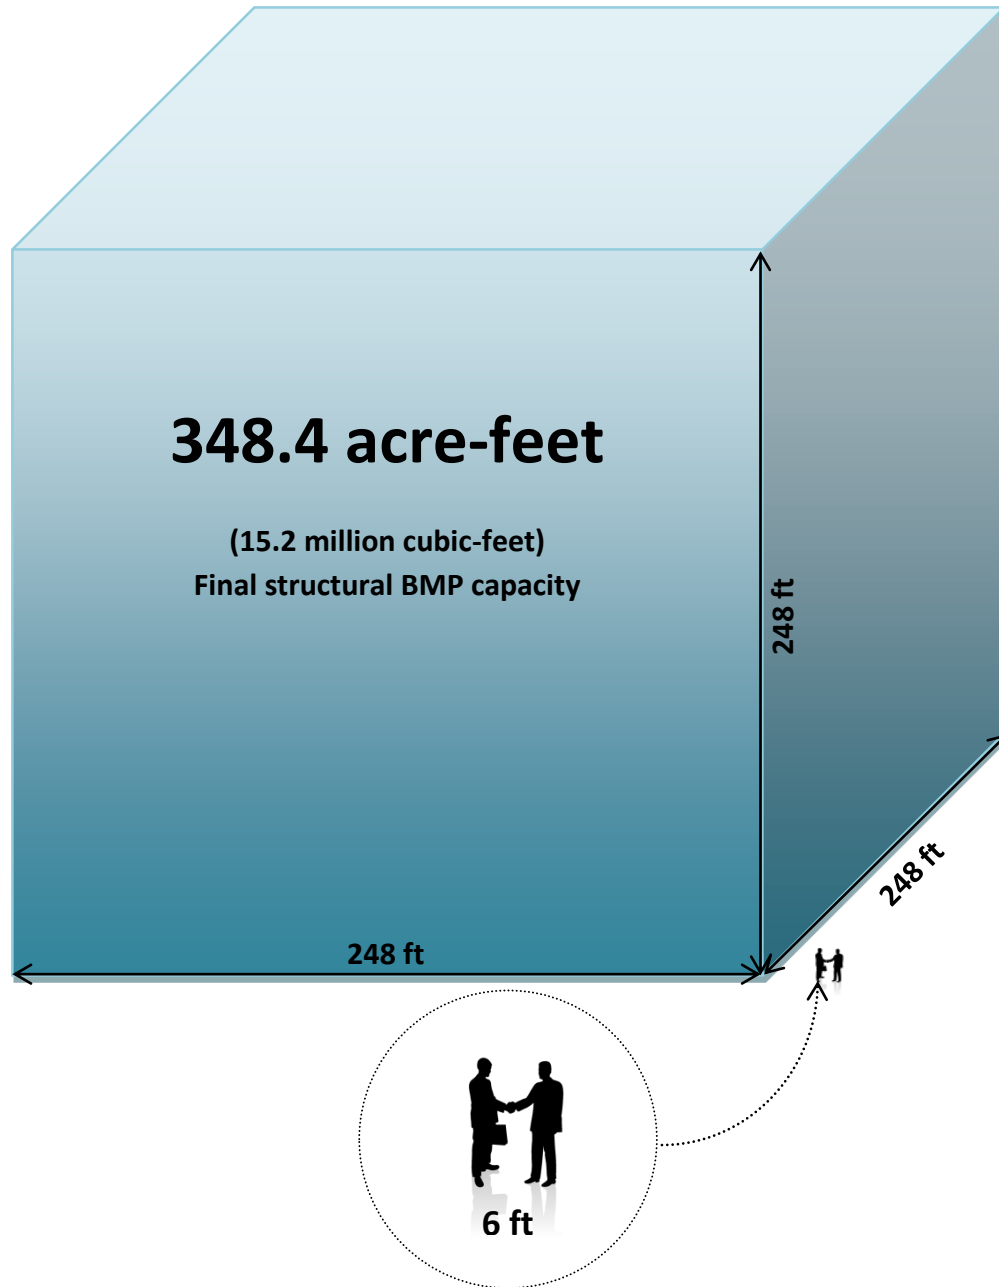 348.4 acre-feet
(15.2 million cubic-feet)
Final structural BMP capacity
248 ft
248 ft
248 ft
6 ft